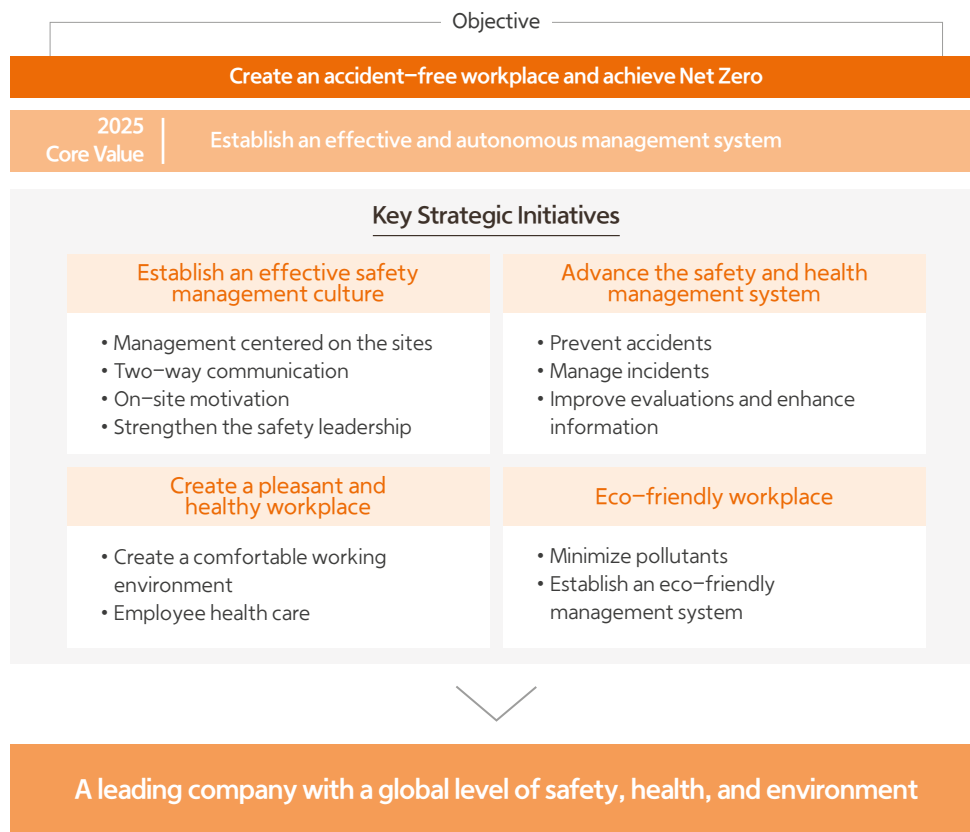 Objective
Create an accident-free workplace and achieve Net Zero
2025
Core Value
Establish an effective and autonomous management system
Key Strategic Initiatives
Establish an effective safety
management culture
• Management centered on the sites
• Two-way communication
• On-site motivation
• Strengthen the safety leadership
Advance the safety and health
management system
• Prevent accidents
• Manage incidents
• Improve evaluations and enhance
information
Create a pleasant and
healthy workplace
• Create a comfortable working
environment
• Employee health care
Eco-friendly workplace
• Minimize pollutants
• Establish an eco-friendly
management system
A leading company with a global level of safety, health, and environment